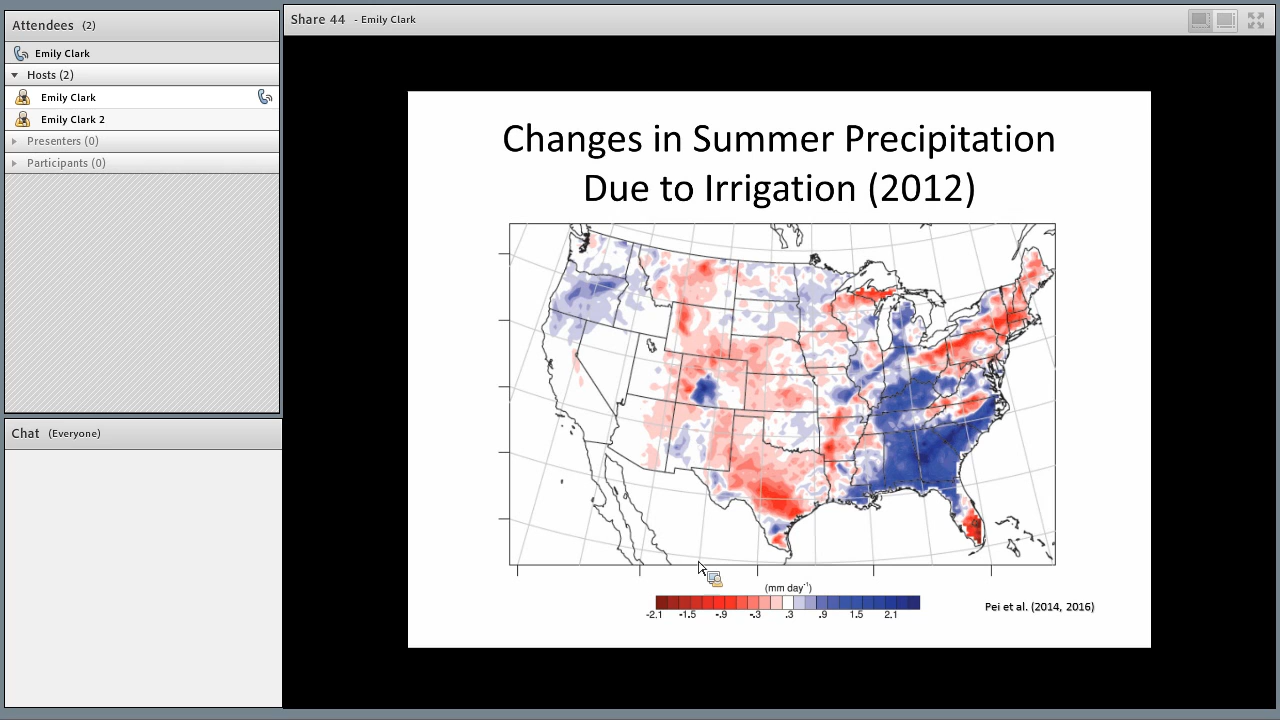 Attendees (2)
Emily Clark
Hosts (2)
Emily Clark
Emily Clark 2
Presenters (0)
Participants (0)
Chat (Everyone)
Share 44 - Emily Clark
Changes in Summer Precipitation
Due to Irrigation (2012)
(mm day⁻¹)
-2.1 -1.5 -.9 -.3 .3 .9 1.5 2.1
Pei et al. (2014, 2016)